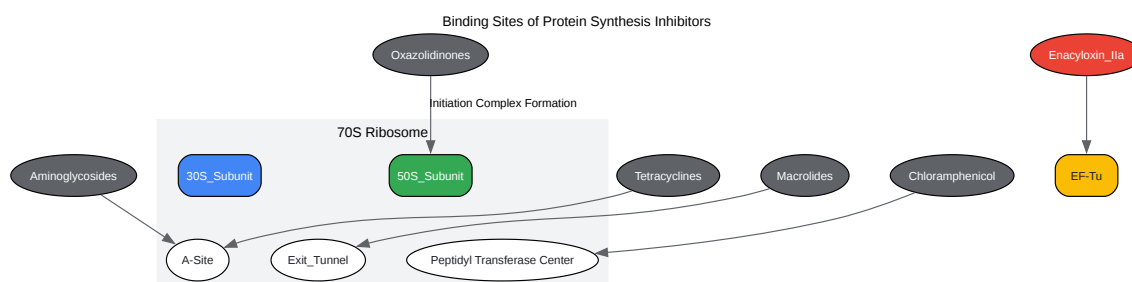 Binding Sites of Protein Synthesis Inhibitors
Oxazolidinones
Enacyloxin_IIa
Initiation Complex Formation
70S Ribosome
Aminoglycosides
30S_Subunit
50S_Subunit
Tetracyclines
Macrolides
Chloramphenicol
EF-Tu
A-Site
Exit_Tunnel
Peptidyl Transferase Center